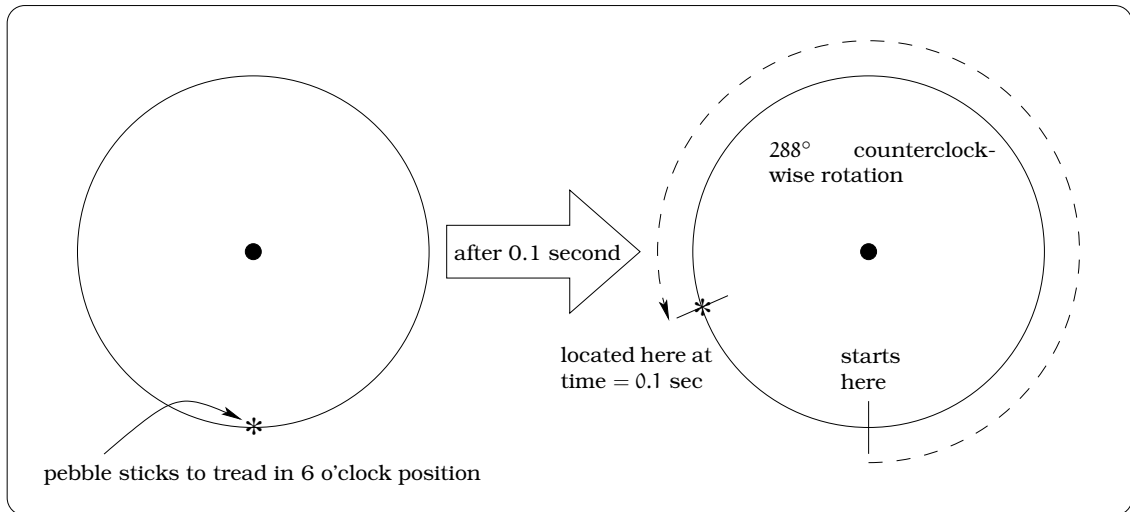 288° counterclock-
wise rotation
after 0.1 second
located here at
time = 0.1 sec
starts
here
pebble sticks to tread in 6 o'clock position